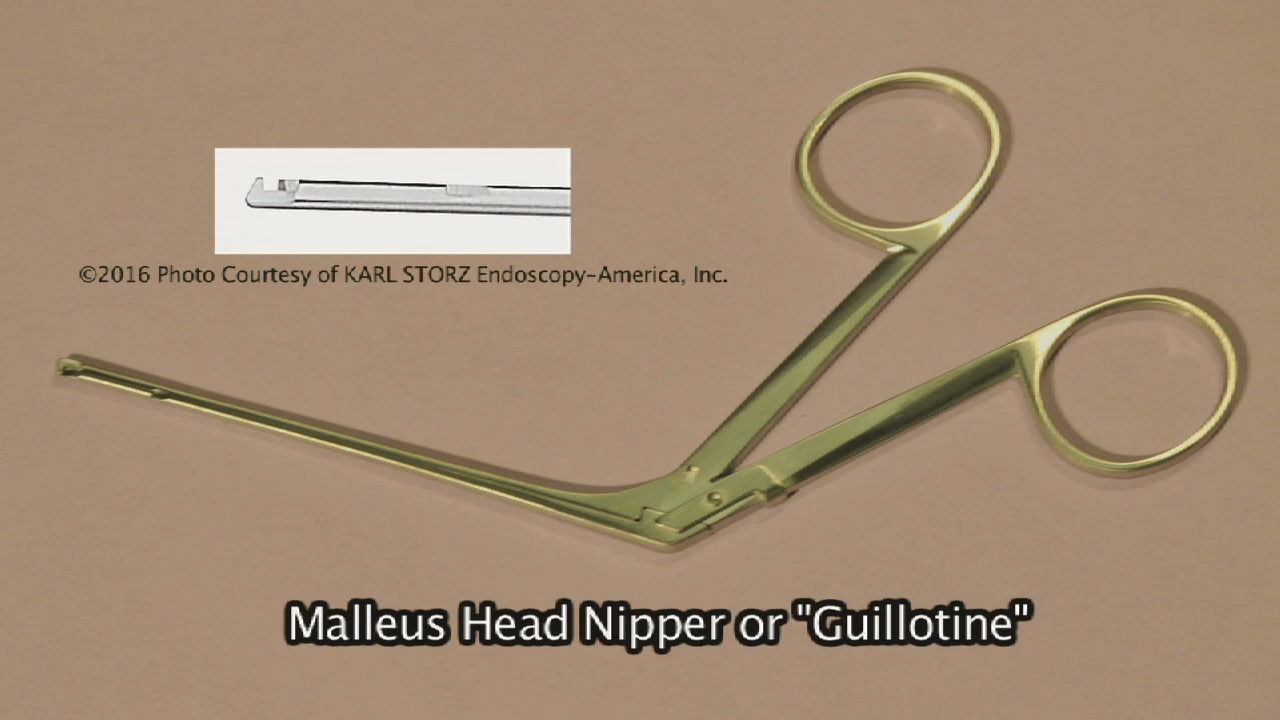 ©2016 Photo Courtesy of KARL STORZ Endoscopy-America, Inc.
Malleus Head Nipper or "Guillotine"